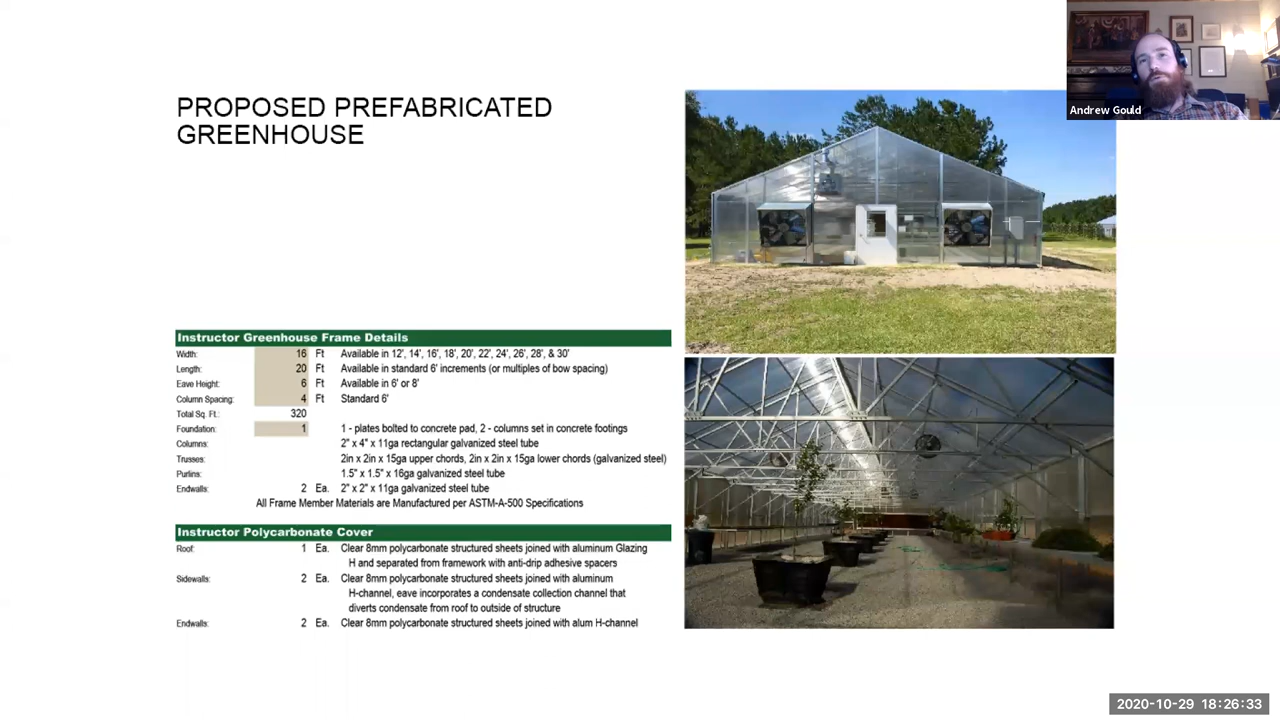 PROPOSED PREFABRICATED
GREENHOUSE
Andrew Gould
Instructor Greenhouse Frame Details
Width: 16 Ft Available in 12', 14', 16', 18', 20', 22', 24', 26', 28', & 30'
Length: 20 Ft Available in standard 6' increments (or multiples of bow spacing)
Eave Height: 6 Ft Available in 6' or 8'
Column Spacing: 4 Ft Standard 6'
Total Sq. Ft.: 320
Foundation: 1 1 - plates bolted to concrete pad, 2 - columns set in concrete footings
Columns: 2" x 4" x 11ga rectangular galvanized steel tube
Trusses: 2in x 2in x 15ga upper chords, 2in x 2in x 15ga lower chords (galvanized steel)
Purlins: 1.5" x 1.5" x 16ga galvanized steel tube
Endwalls: 2 Ea. 2" x 2" x 11ga galvanized steel tube
All Frame Member Materials are Manufactured per ASTM-A-500 Specifications
Instructor Polycarbonate Cover
Roof: 1 Ea. Clear 8mm polycarbonate structured sheets joined with aluminum Glazing
H and separated from framework with anti-drip adhesive spacers
Sidewalls: 2 Ea. Clear 8mm polycarbonate structured sheets joined with aluminum
H-channel, eave incorporates a condensate collection channel that
diverts condensate from roof to outside of structure
Endwalls: 2 Ea. Clear 8mm polycarbonate structured sheets joined with alum H-channel
2020-10-29 18:26:33